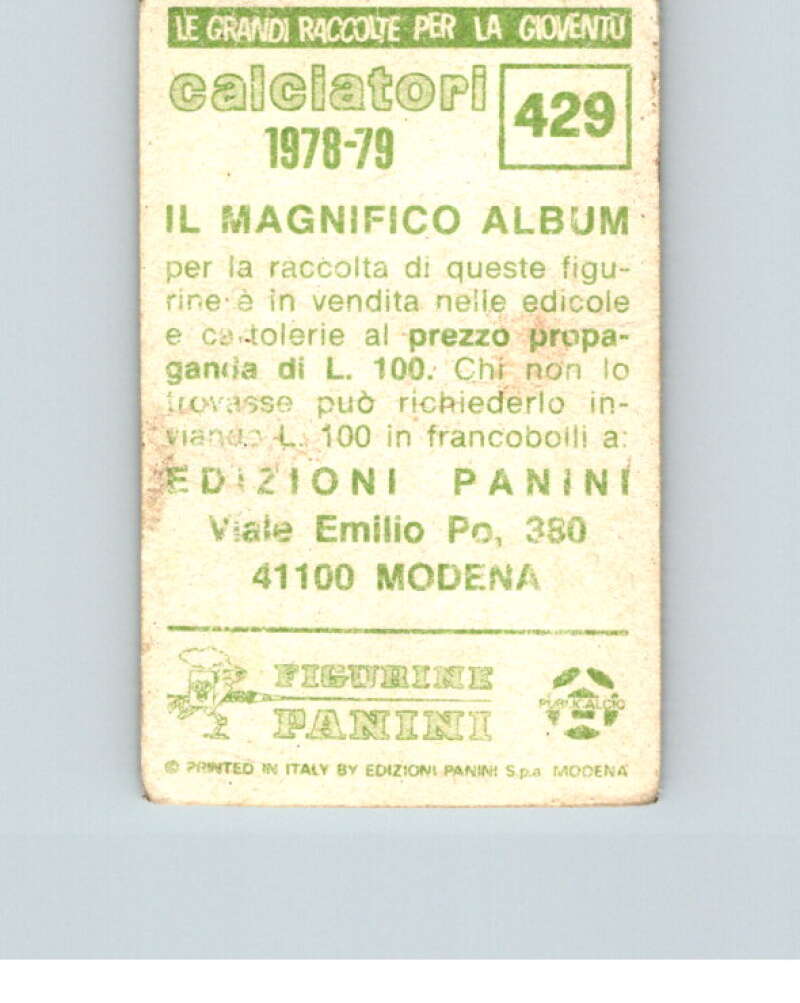 LE GRANDI RACCOLTE PER LA GIOVENTÙ
calciatori
429
1978-79
IL MAGNIFICO ALBUM
per la raccolta di queste figu-
rine è in vendita nelle edicole
e cartolerie al prezzo propa-
ganda di L. 100. Chi non lo
trovasse può richiederlo in-
viando L. 100 in francobolli a:
EDIZIONI PANINI
Viale Emilio Po, 380
41100 MODENA
FIGURINE
PANINI
PUBLICALCIO
© PRINTED IN ITALY BY EDIZIONI PANINI S.p.a MODENA